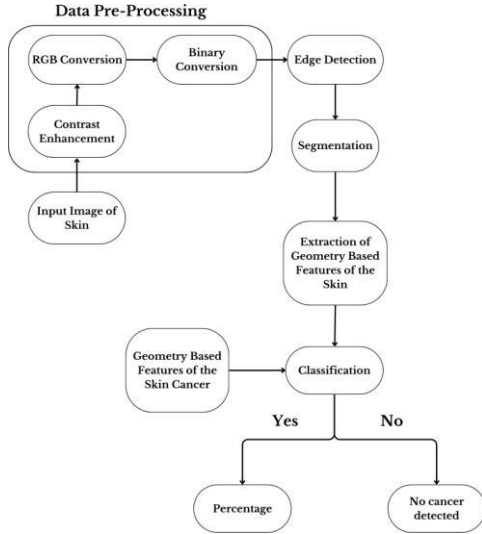 Data Pre-Processing
RGB Conversion
Binary
Conversion
Edge Detection
Contrast
Enhancement
Segmentation
Input Image of
Skin
Extraction of
Geometry Based
Features of the
Skin
Geometry Based
Features of the
Skin Cancer
Classification
Yes
No
Percentage
No cancer
detected